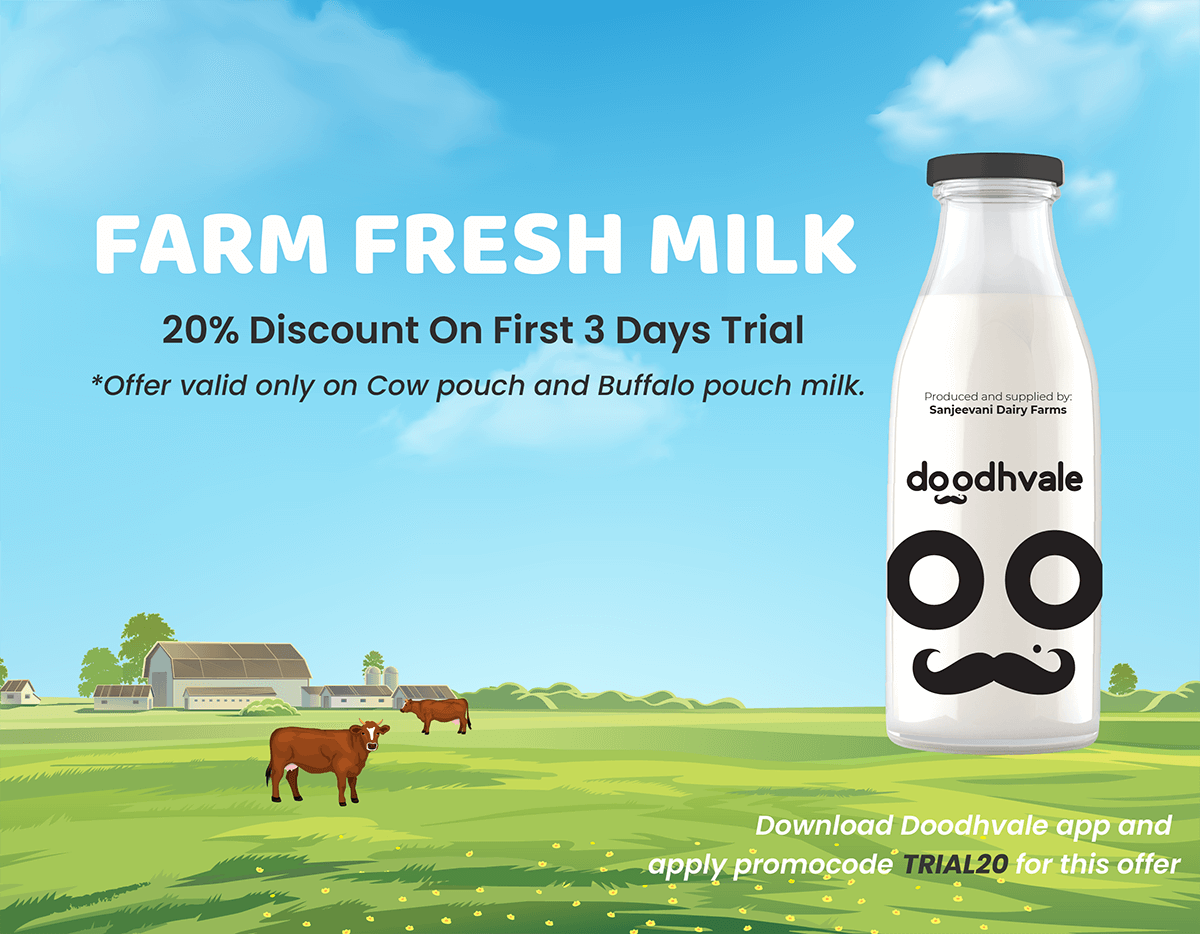 FARM FRESH MILK
20% Discount On First 3 Days Trial
*Offer valid only on Cow pouch and Buffalo pouch milk.
Produced and supplied by:
Sanjeevani Dairy Farms
doodhvale
Download Doodhvale app and
apply promocode TRIAL20 for this offer